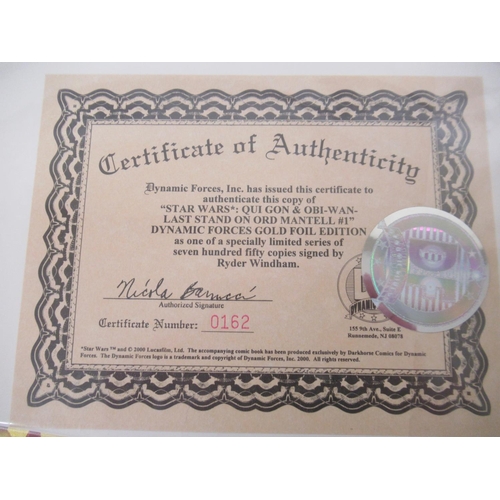 Certificate of Authenticity
Dynamic Forces, Inc. has issued this certificate to
authenticate this copy of
"STAR WARS*: QUI GON & OBI-WAN-
LAST STAND ON ORD MANTELL #1"
DYNAMIC FORCES GOLD FOIL EDITION
as one of a specially limited series of
seven hundred fifty copies signed by
Ryder Windham.
Authorized Signature
Certificate Number: 0162
DYNAMIC
155 9th Ave., Suite E
Runnemede, NJ 08078
*Star Wars ™ and © 2000 Lucasfilm, Ltd. The accompanying comic book has been produced exclusively by Darkhorse Comics for Dynamic
Forces. The Dynamic Forces logo is a trademark and copyright of Dynamic Forces, Inc. 2000. All rights reserved.